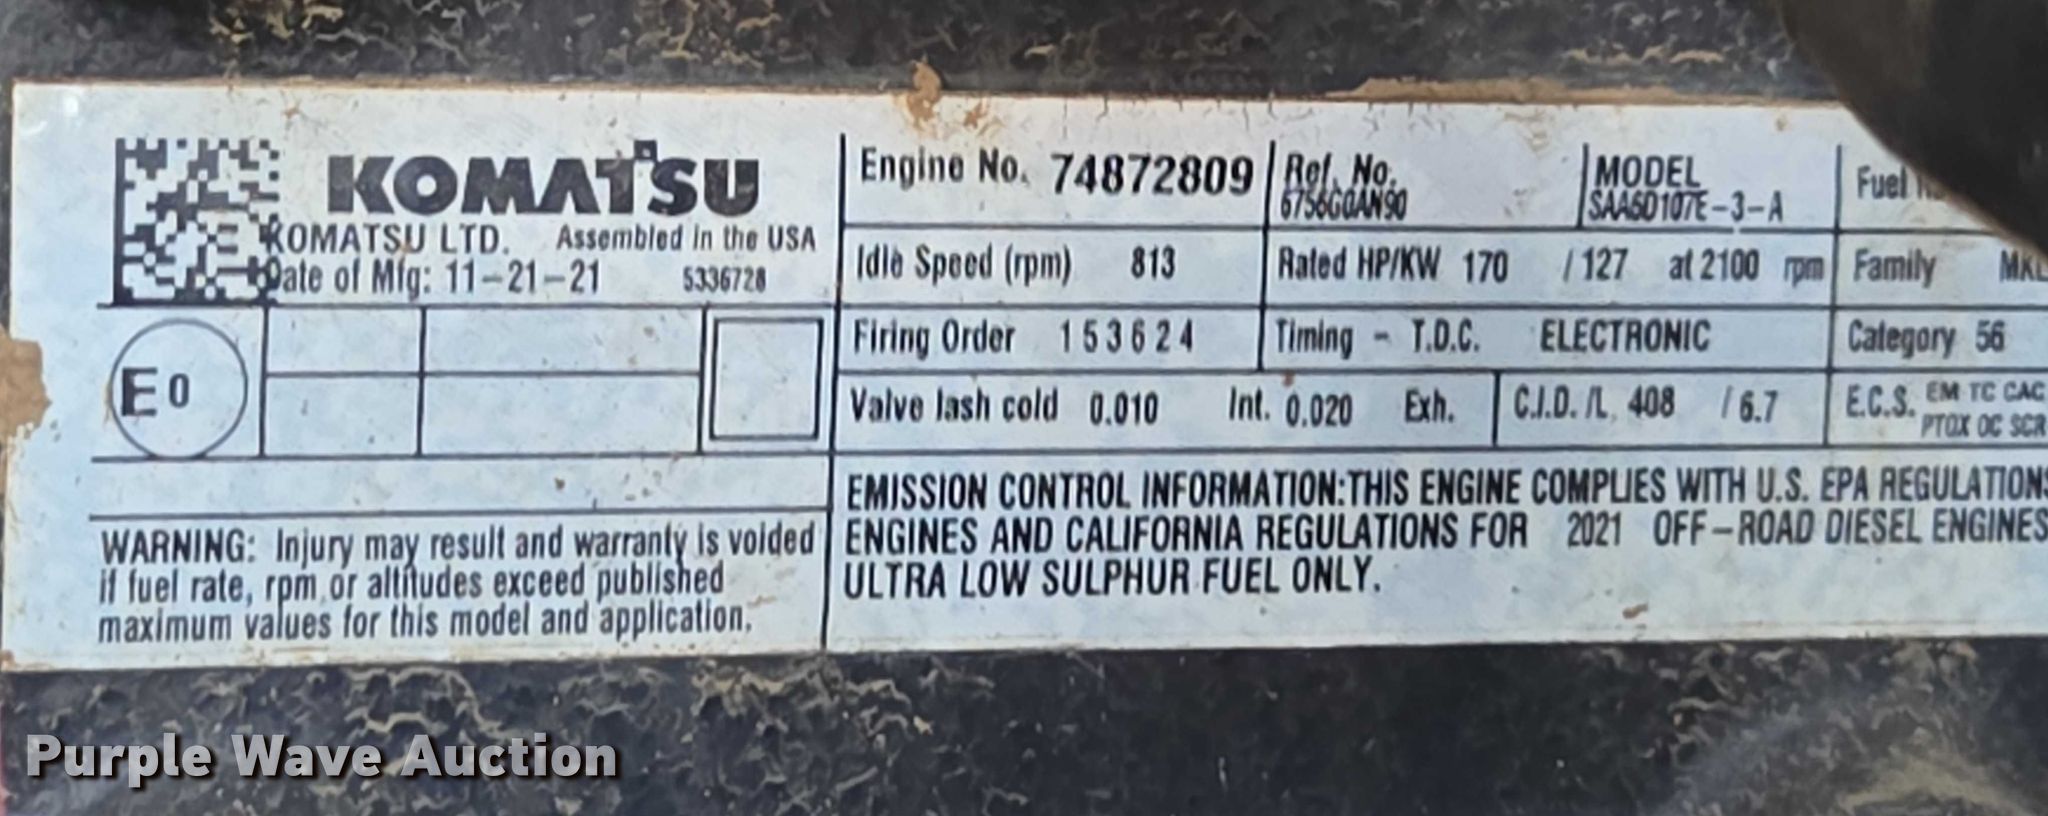 KOMATSU
KOMATSU LTD. Assembled in the USA
Date of Mfg: 11-21-21 5336728
E0
WARNING: Injury may result and warranty is voided
if fuel rate, rpm, or altitudes exceed published
maximum values for this model and application.
Engine No. 74872809
Ref. No.
6756G0AN90
MODEL
SAA6D107E-3-A
Fuel
Idle Speed (rpm) 813
Rated HP/KW 170 / 127 at 2100 rpm
Family
Firing Order 1 5 3 6 2 4
Timing - T.D.C. ELECTRONIC
Category 56
Valve lash cold 0.010 Int. 0.020 Exh.
C.I.D. /L 408 / 6.7
E.C.S. EM TC CAC
PTOX OC SCR
EMISSION CONTROL INFORMATION:THIS ENGINE COMPLIES WITH U.S. EPA REGULATIONS
ENGINES AND CALIFORNIA REGULATIONS FOR 2021 OFF-ROAD DIESEL ENGINES
ULTRA LOW SULPHUR FUEL ONLY.
Purple Wave Auction